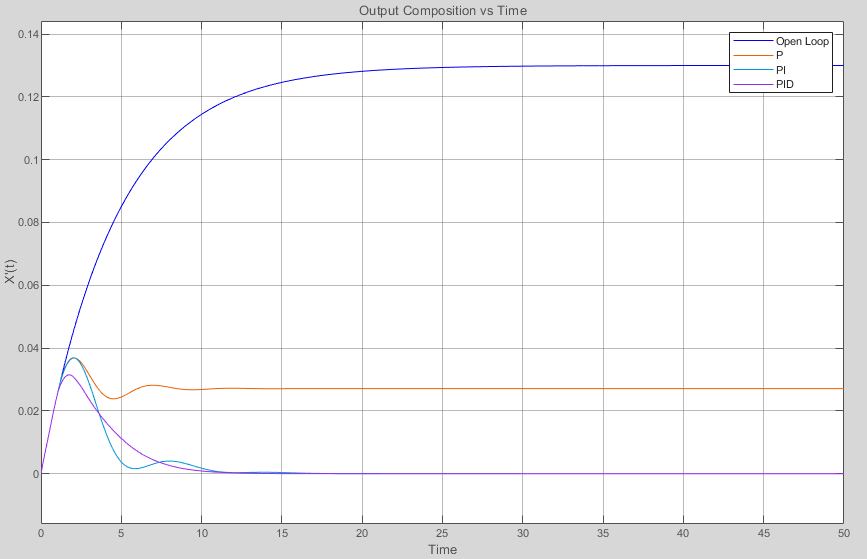 Output Composition vs Time
Open Loop
P
PI
PID
0.14
0.12
0.1
0.08
0.06
0.04
0.02
0
X'(t)
0 5 10 15 20 25 30 35 40 45 50
Time